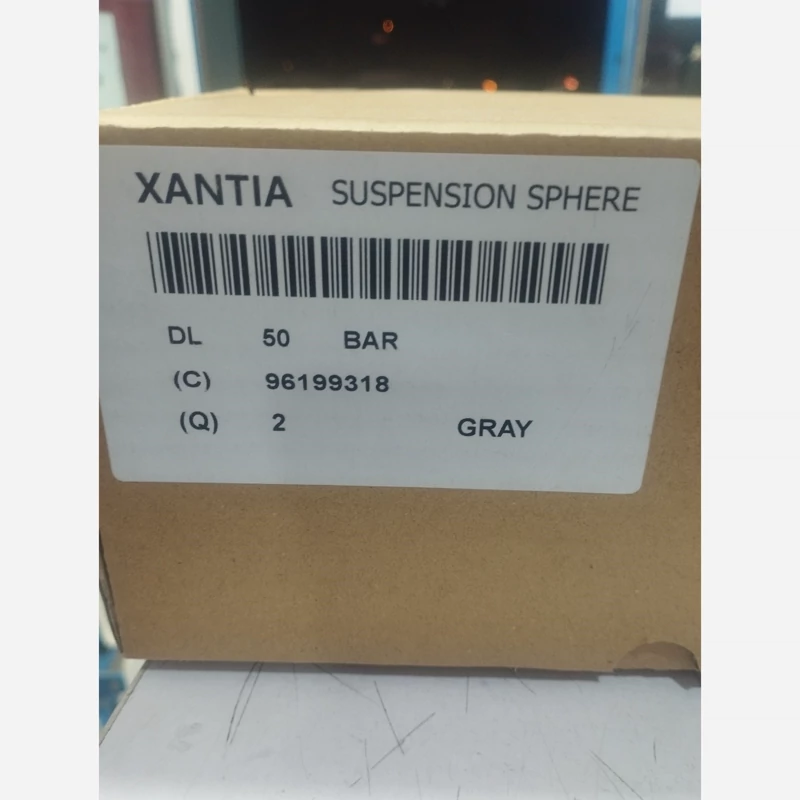 XANTIA SUSPENSION SPHERE
DL 50 BAR
(C) 96199318
(Q) 2 GRAY